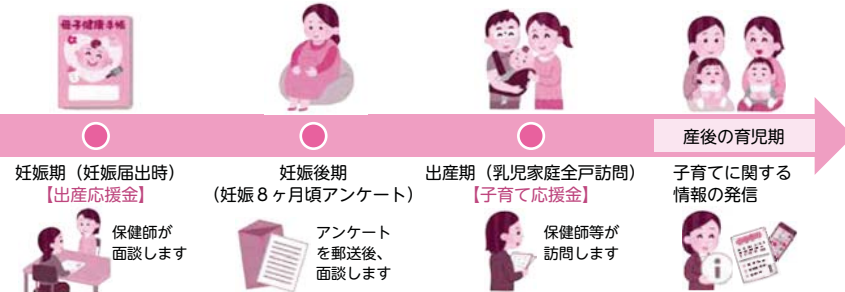 母子健康手帳
産後の育児期
妊娠期（妊娠届出時）
【出産応援金】
妊娠後期
（妊娠８ヶ月頃アンケート）
出産期（乳児家庭全戸訪問）
【子育て応援金】
子育てに関する
情報の発信
保健師が
面談します
アンケート
を郵送後、
面談します
保健師等が
訪問します
i